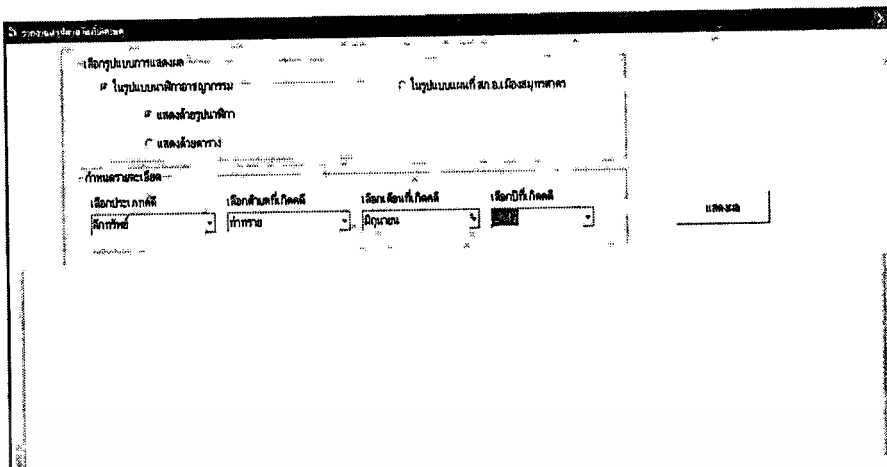 เลือกรูปแบบการแสดงผล
ในรูปแบบนาฬิกาอาชญากรรม
ในรูปแบบแผนที่ สภ.อ.เมืองสมุทรสาคร
แสดงด้วยรูปนาฬิกา
แสดงด้วยตาราง
กำหนดรายละเอียด
เลือกประเภทคดี เลือกตำบลที่เกิดคดี เลือกเดือนที่เกิดคดี เลือกปีที่เกิดคดี
ลักทรัพย์ ท่าทราย มิถุนายน
แสดงผล